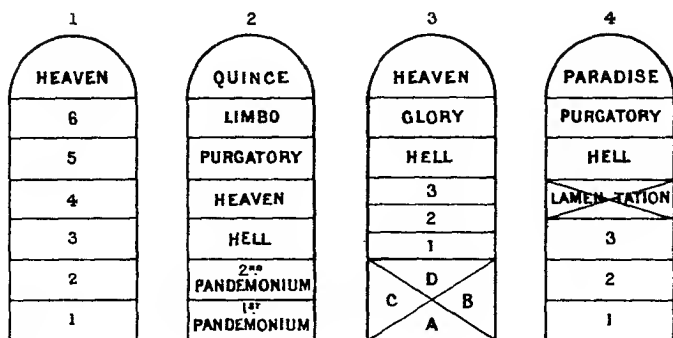 1 2 3 4
HEAVEN QUINCE HEAVEN PARADISE
6 LIMBO GLORY PURGATORY
5 PURGATORY HELL HELL
4 HEAVEN 3 LAMENTATION
2
3 HELL 1 3
2 2ND PANDEMONIUM D 2
C B
1 1ST PANDEMONIUM A 1